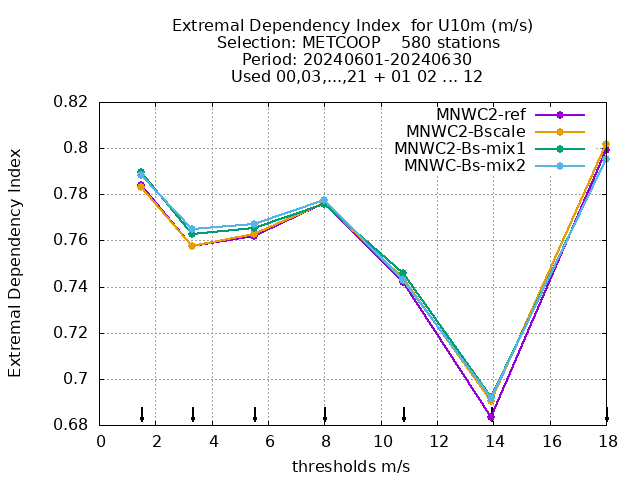 Extremal Dependency Index  for U10m (m/s)
Selection: METCOOP    580 stations
Period: 20240601-20240630
Used 00,03,...,21 + 01 02 ... 12
MNWC2-ref
MNWC2-Bscale
MNWC2-Bs-mix1
MNWC-Bs-mix2
Extremal Dependency Index
0.82
0.8
0.78
0.76
0.74
0.72
0.7
0.68
0 2 4 6 8 10 12 14 16 18
thresholds m/s